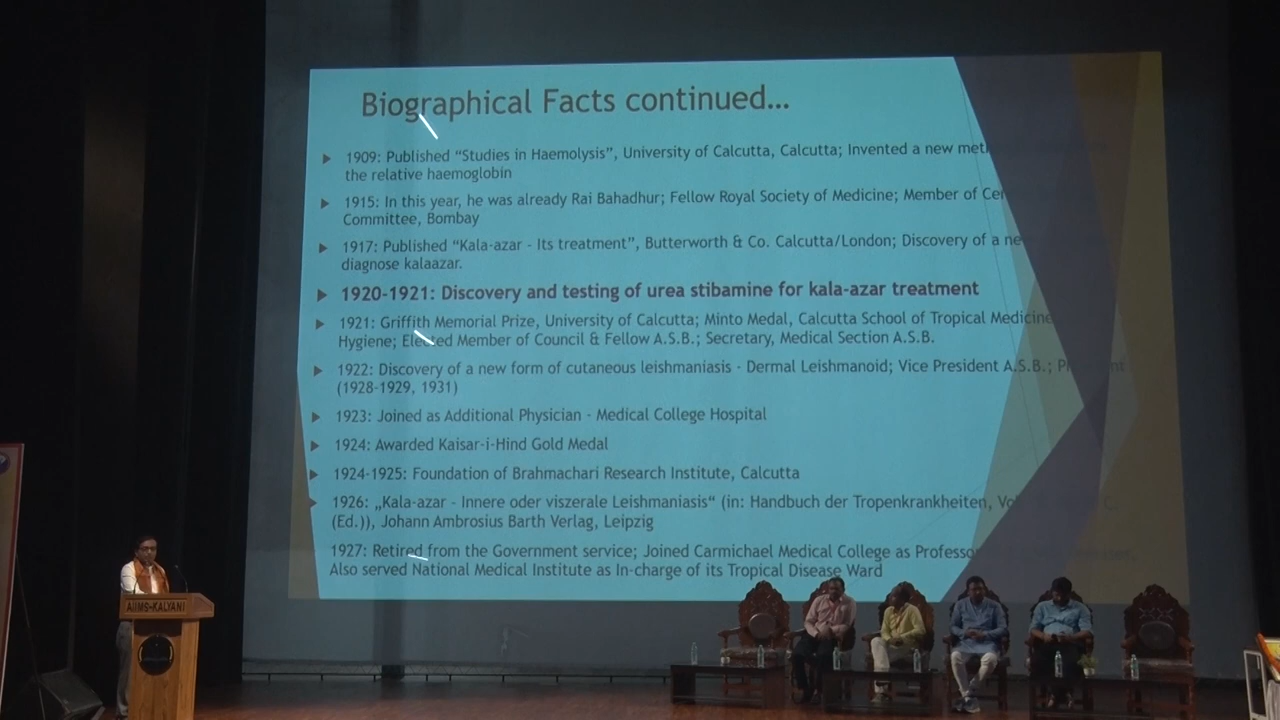 Biographical Facts continued...
1909: Published “Studies in Haemolysis”, University of Calcutta, Calcutta; Invented a new
the relative haemoglobin
1915: In this year, he was already Rai Bahadhur; Fellow Royal Society of Medicine; Member of
Committee, Bombay
1917: Published “Kala-azar - Its treatment”, Butterworth & Co. Calcutta/London; Discovery of a
diagnose kalaazar.
1920-1921: Discovery and testing of urea stibamine for kala-azar treatment
1921: Griffith Memorial Prize, University of Calcutta; Minto Medal, Calcutta School of Tropical Medicine
Hygiene; Elected Member of Council & Fellow A.S.B.; Secretary, Medical Section A.S.B.
1922: Discovery of a new form of cutaneous leishmaniasis - Dermal Leishmanoid; Vice President A.S.B.; President
(1928-1929, 1931)
1923: Joined as Additional Physician - Medical College Hospital
1924: Awarded Kaisar-i-Hind Gold Medal
1924-1925: Foundation of Brahmachari Research Institute, Calcutta
1926: „Kala-azar - Innere oder viszerale Leishmaniasis“ (in: Handbuch der Tropenkrankheiten,
(Ed.)), Johann Ambrosius Barth Verlag, Leipzig
1927: Retired from the Government service; Joined Carmichael Medical College as
Also served National Medical Institute as In-charge of its Tropical Disease Ward
AIIMS-KALYANI